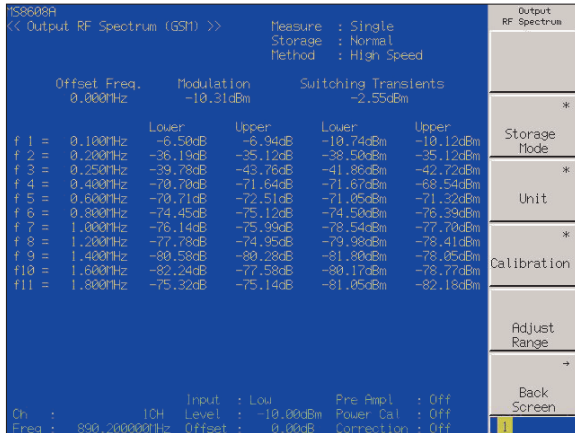 MS8608A
<< Output RF Spectrum (GSM) >> Measure : Single
Storage : Normal
Method : High Speed
Offset Freq. Modulation Switching Transients
0.000MHz -10.31dBm -2.55dBm
Lower Upper Lower Upper
f 1 = 0.100MHz -6.50dB -6.94dB -10.74dBm -10.12dBm
f 2 = 0.200MHz -36.19dB -35.12dB -38.50dBm -35.12dBm
f 3 = 0.250MHz -39.78dB -43.76dB -41.86dBm -42.72dBm
f 4 = 0.400MHz -70.70dB -71.64dB -71.67dBm -68.54dBm
f 5 = 0.600MHz -70.71dB -72.51dB -71.05dBm -71.32dBm
f 6 = 0.800MHz -74.45dB -75.12dB -74.50dBm -76.39dBm
f 7 = 1.000MHz -76.14dB -75.99dB -78.54dBm -77.70dBm
f 8 = 1.200MHz -77.78dB -74.95dB -79.98dBm -78.41dBm
f 9 = 1.400MHz -80.58dB -80.28dB -81.80dBm -78.05dBm
f10 = 1.600MHz -82.24dB -77.58dB -80.17dBm -78.77dBm
f11 = 1.800MHz -75.32dB -75.14dB -81.05dBm -82.18dBm
Input : Low Pre Ampl : Off
Ch : 1CH Level : -10.00dBm Power Cal : Off
Freq : 890.200000MHz Offset : 0.00dB Correction : Off
Output
RF Spectrum
*
Storage
Mode
*
Unit
*
Calibration
Adjust
Range
→
Back
Screen
1